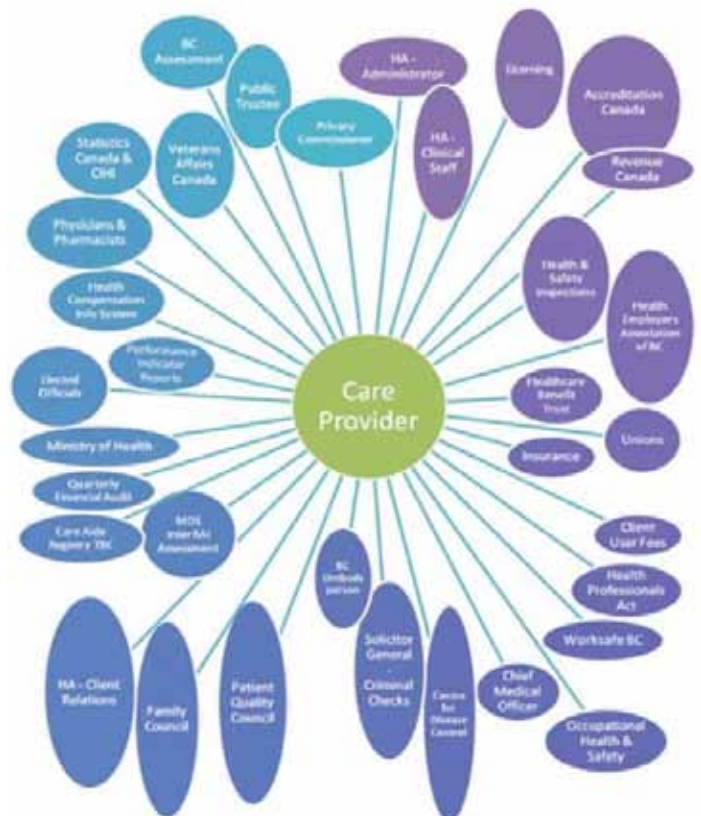 BC
Assessment
Public
Trustee
Privacy
Commissioner
HA -
Administrator
HA -
Clinical
Staff
Licensing
Accreditation
Canada
Revenue
Canada
Statistics
Canada &
CIHI
Veterans
Affairs
Canada
Physicians &
Pharmacists
Health
Compensation
Info System
Performance
Indicator
Reports
Elected
Officials
Ministry of Health
Quarterly
Financial Audit
Care Aide
Registry TBC
MDS
InterRAI
Assessment
Care
Provider
Health &
Safety
Inspections
Health
Employers
Association
of BC
Healthcare
Benefit
Trust
Unions
Insurance
Client
User Fees
Health
Professionals
Act
Worksafe BC
Occupational
Health &
Safety
Chief
Medical
Officer
Centre
for
Disease
Control
Solicitor
General
-
Criminal
Checks
BC
Ombuds
person
Patient
Quality
Council
Family
Council
HA - Client
Relations